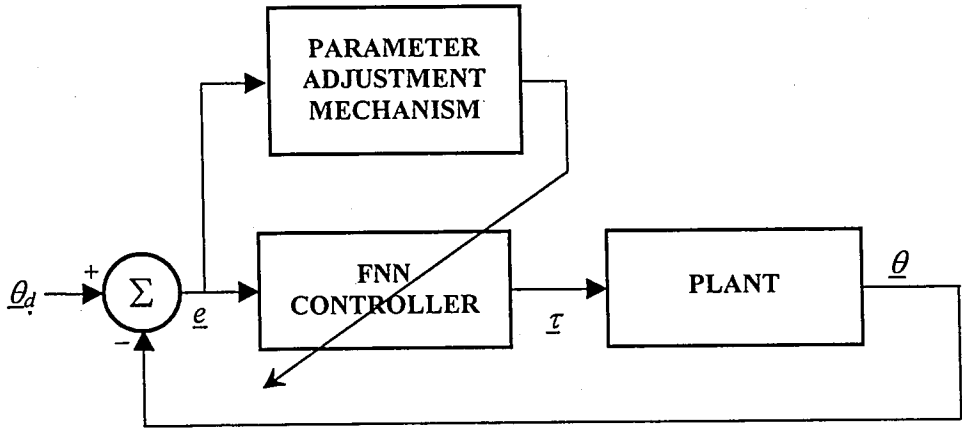 PARAMETER
ADJUSTMENT
MECHANISM
θd
+
−
Σ
e
FNN
CONTROLLER
τ
PLANT
θ